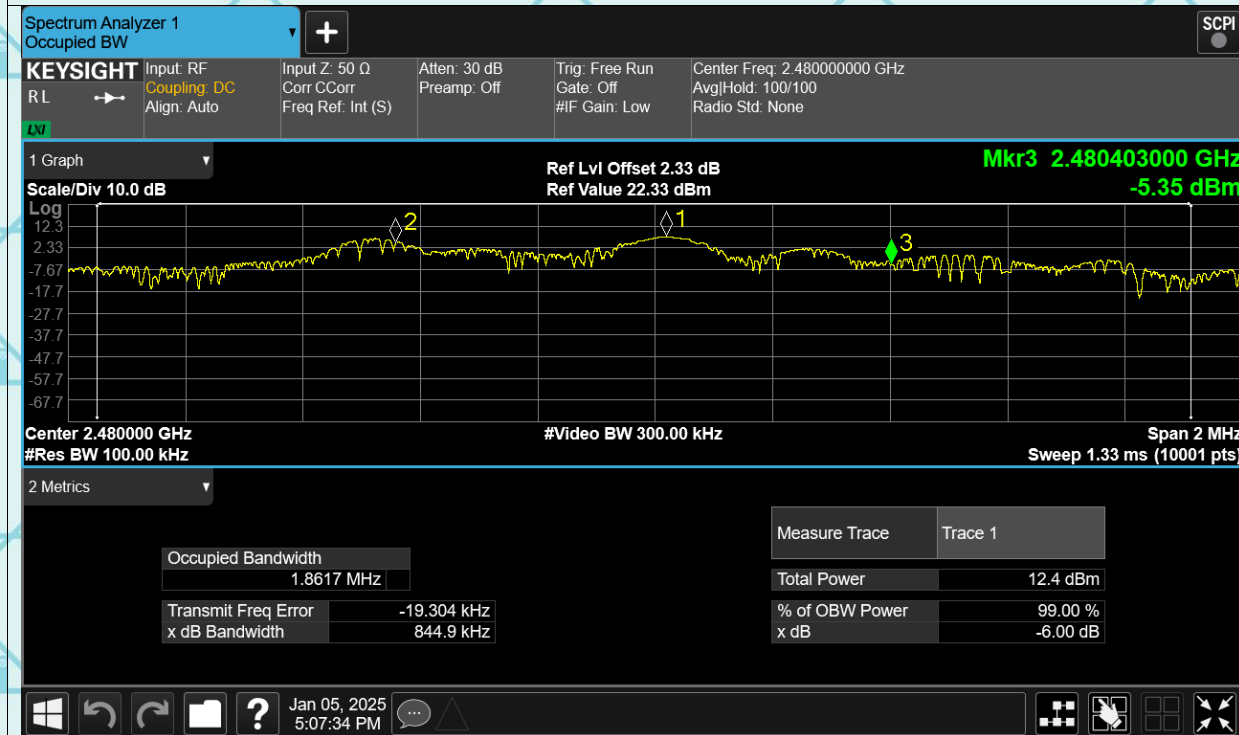 Spectrum Analyzer 1
Occupied BW
+
SCPI
KEYSIGHT
R L
LXI
Input: RF
Coupling: DC
Align: Auto
Input Z: 50 Ω
Corr CCorr
Freq Ref: Int (S)
Atten: 30 dB
Preamp: Off
Trig: Free Run
Gate: Off
#IF Gain: Low
Center Freq: 2.480000000 GHz
Avg|Hold: 100/100
Radio Std: None
1 Graph
Ref Lvl Offset 2.33 dB
Mkr3 2.480403000 GHz
Scale/Div 10.0 dB
Ref Value 22.33 dBm
-5.35 dBm
Log
12.3
2.33
-7.67
-17.7
-27.7
-37.7
-47.7
-57.7
-67.7
2
1
3
Center 2.480000 GHz
#Video BW 300.00 kHz
Span 2 MHz
#Res BW 100.00 kHz
Sweep 1.33 ms (10001 pts)
2 Metrics
Occupied Bandwidth
1.8617 MHz
Transmit Freq Error -19.304 kHz
x dB Bandwidth 844.9 kHz
Measure Trace Trace 1
Total Power 12.4 dBm
% of OBW Power 99.00 %
x dB -6.00 dB
?
Jan 05, 2025
5:07:34 PM